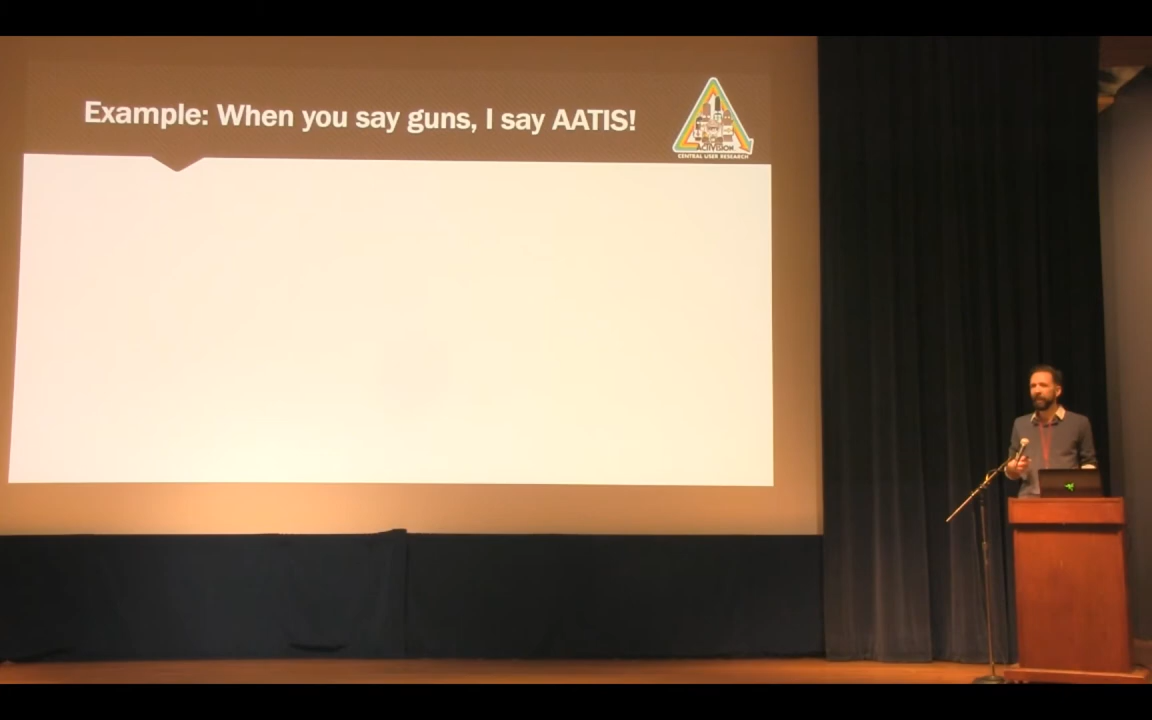 Example: When you say guns, I say AATIS!
ACTIVISION
CENTRAL USER RESEARCH